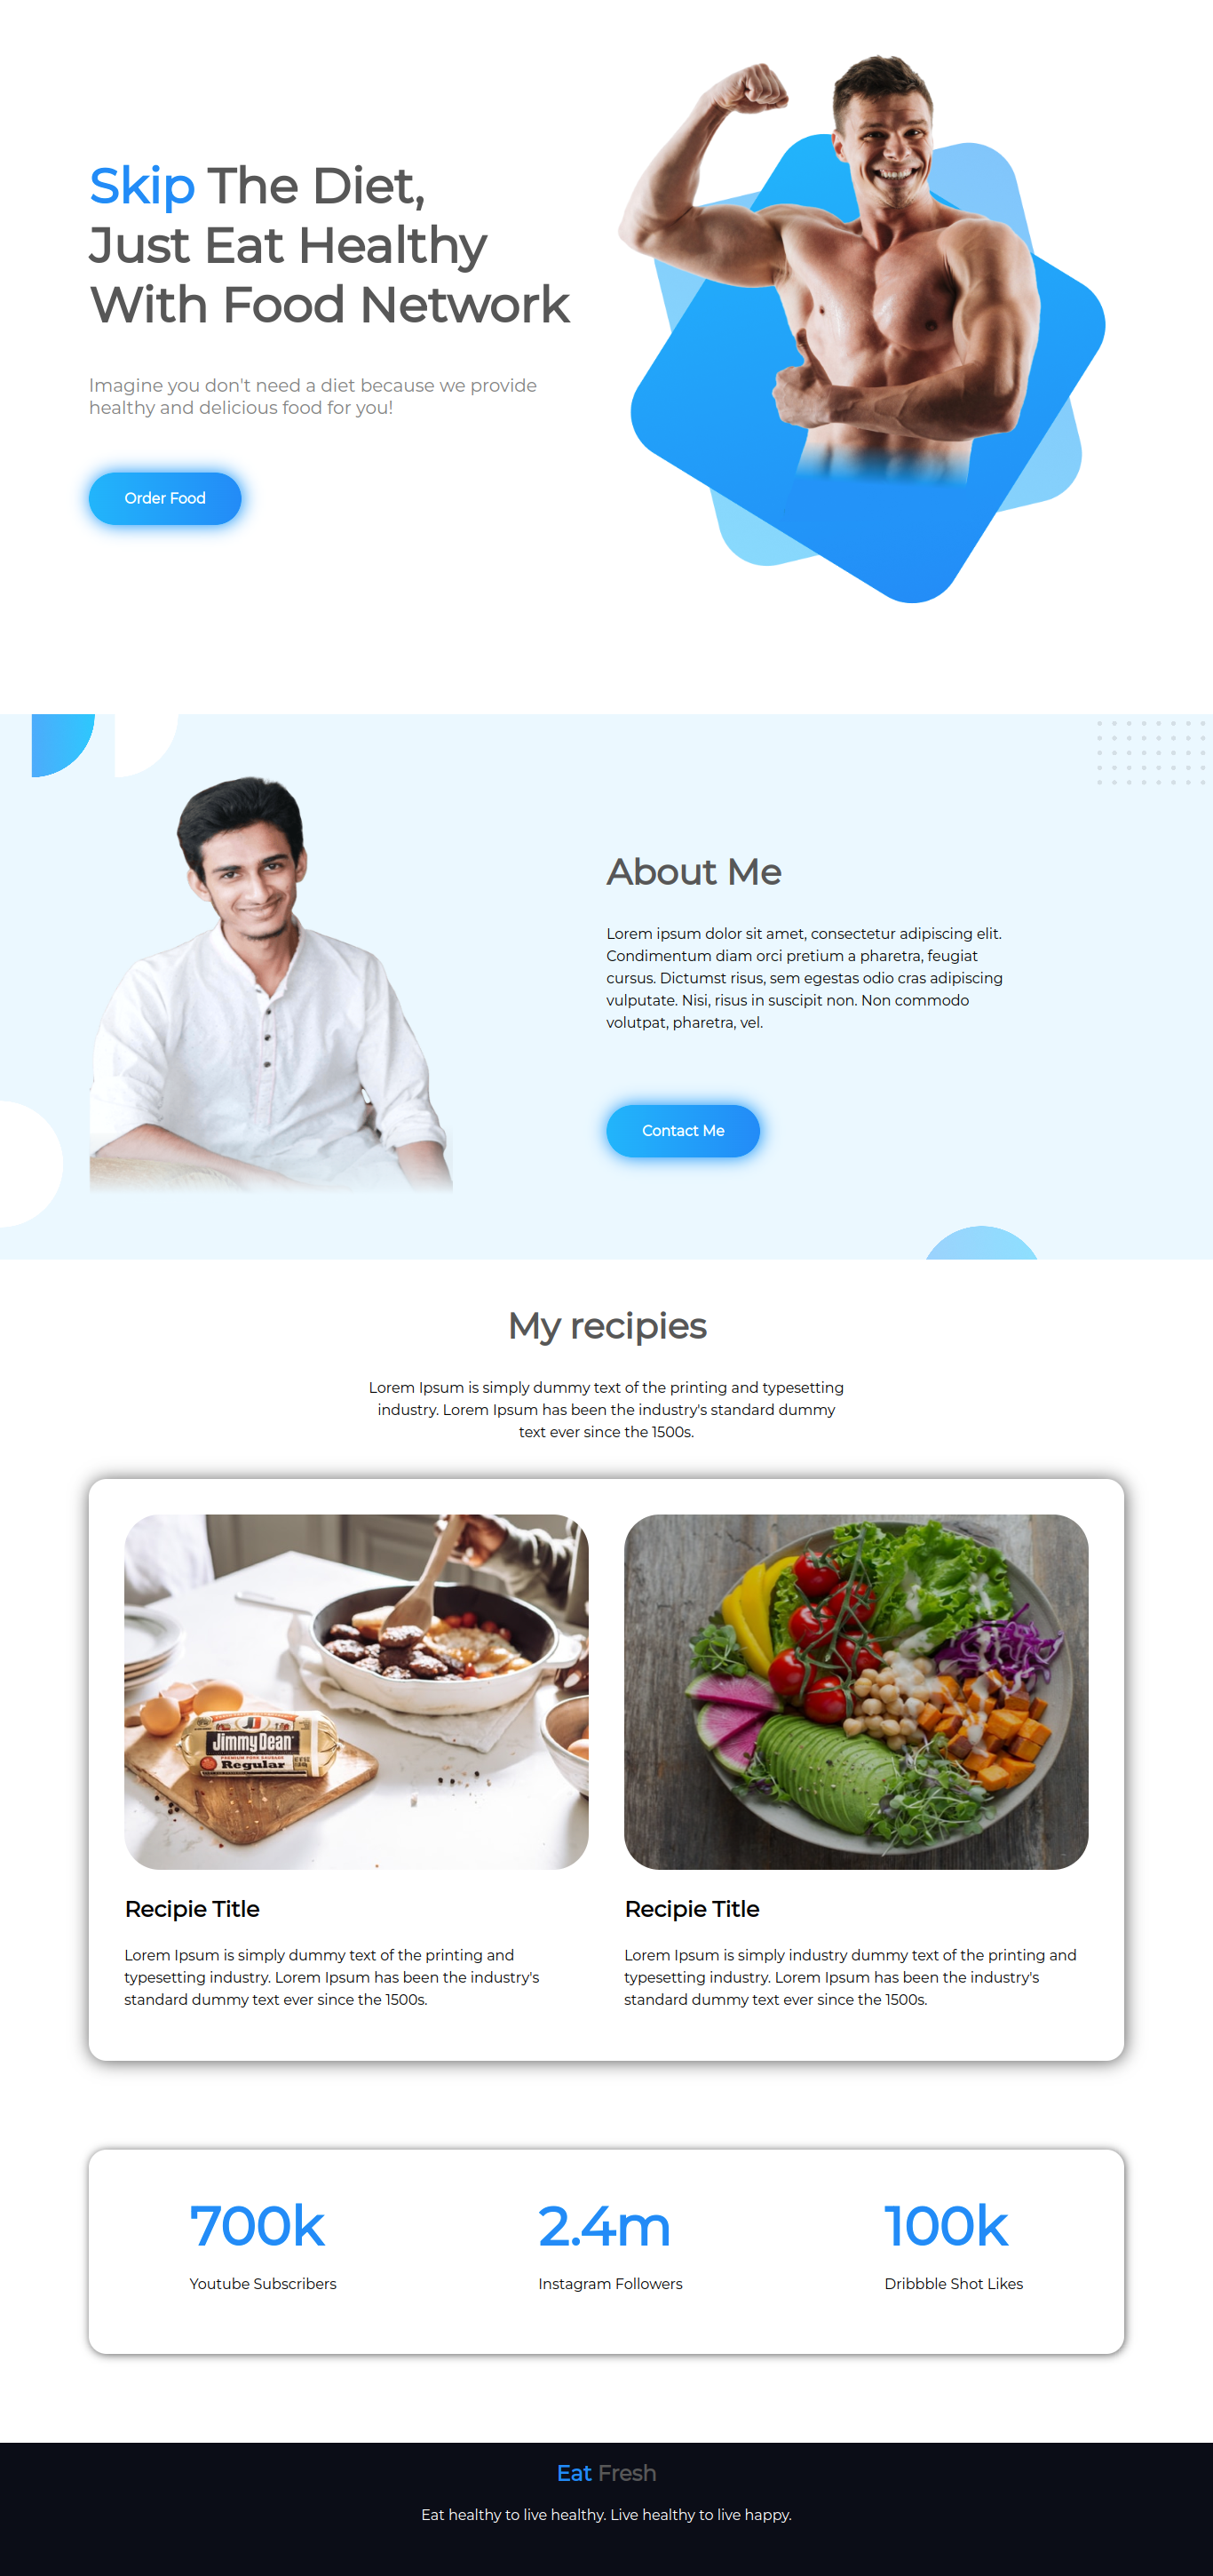 Skip The Diet,
Just Eat Healthy
With Food Network
Imagine you don't need a diet because we provide
healthy and delicious food for you!
Order Food
About Me
Lorem ipsum dolor sit amet, consectetur adipiscing elit.
Condimentum diam orci pretium a pharetra, feugiat
cursus. Dictumst risus, sem egestas odio cras adipiscing
vulputate. Nisi, risus in suscipit non. Non commodo
volutpat, pharetra, vel.
Contact Me
My recipies
Lorem Ipsum is simply dummy text of the printing and typesetting
industry. Lorem Ipsum has been the industry's standard dummy
text ever since the 1500s.
Jimmy Dean
PREMIUM PORK SAUSAGE
Regular
Recipie Title
Lorem Ipsum is simply dummy text of the printing and
typesetting industry. Lorem Ipsum has been the industry's
standard dummy text ever since the 1500s.
Recipie Title
Lorem Ipsum is simply industry dummy text of the printing and
typesetting industry. Lorem Ipsum has been the industry's
standard dummy text ever since the 1500s.
700k
Youtube Subscribers
2.4m
Instagram Followers
100k
Dribbble Shot Likes
Eat Fresh
Eat healthy to live healthy. Live healthy to live happy.